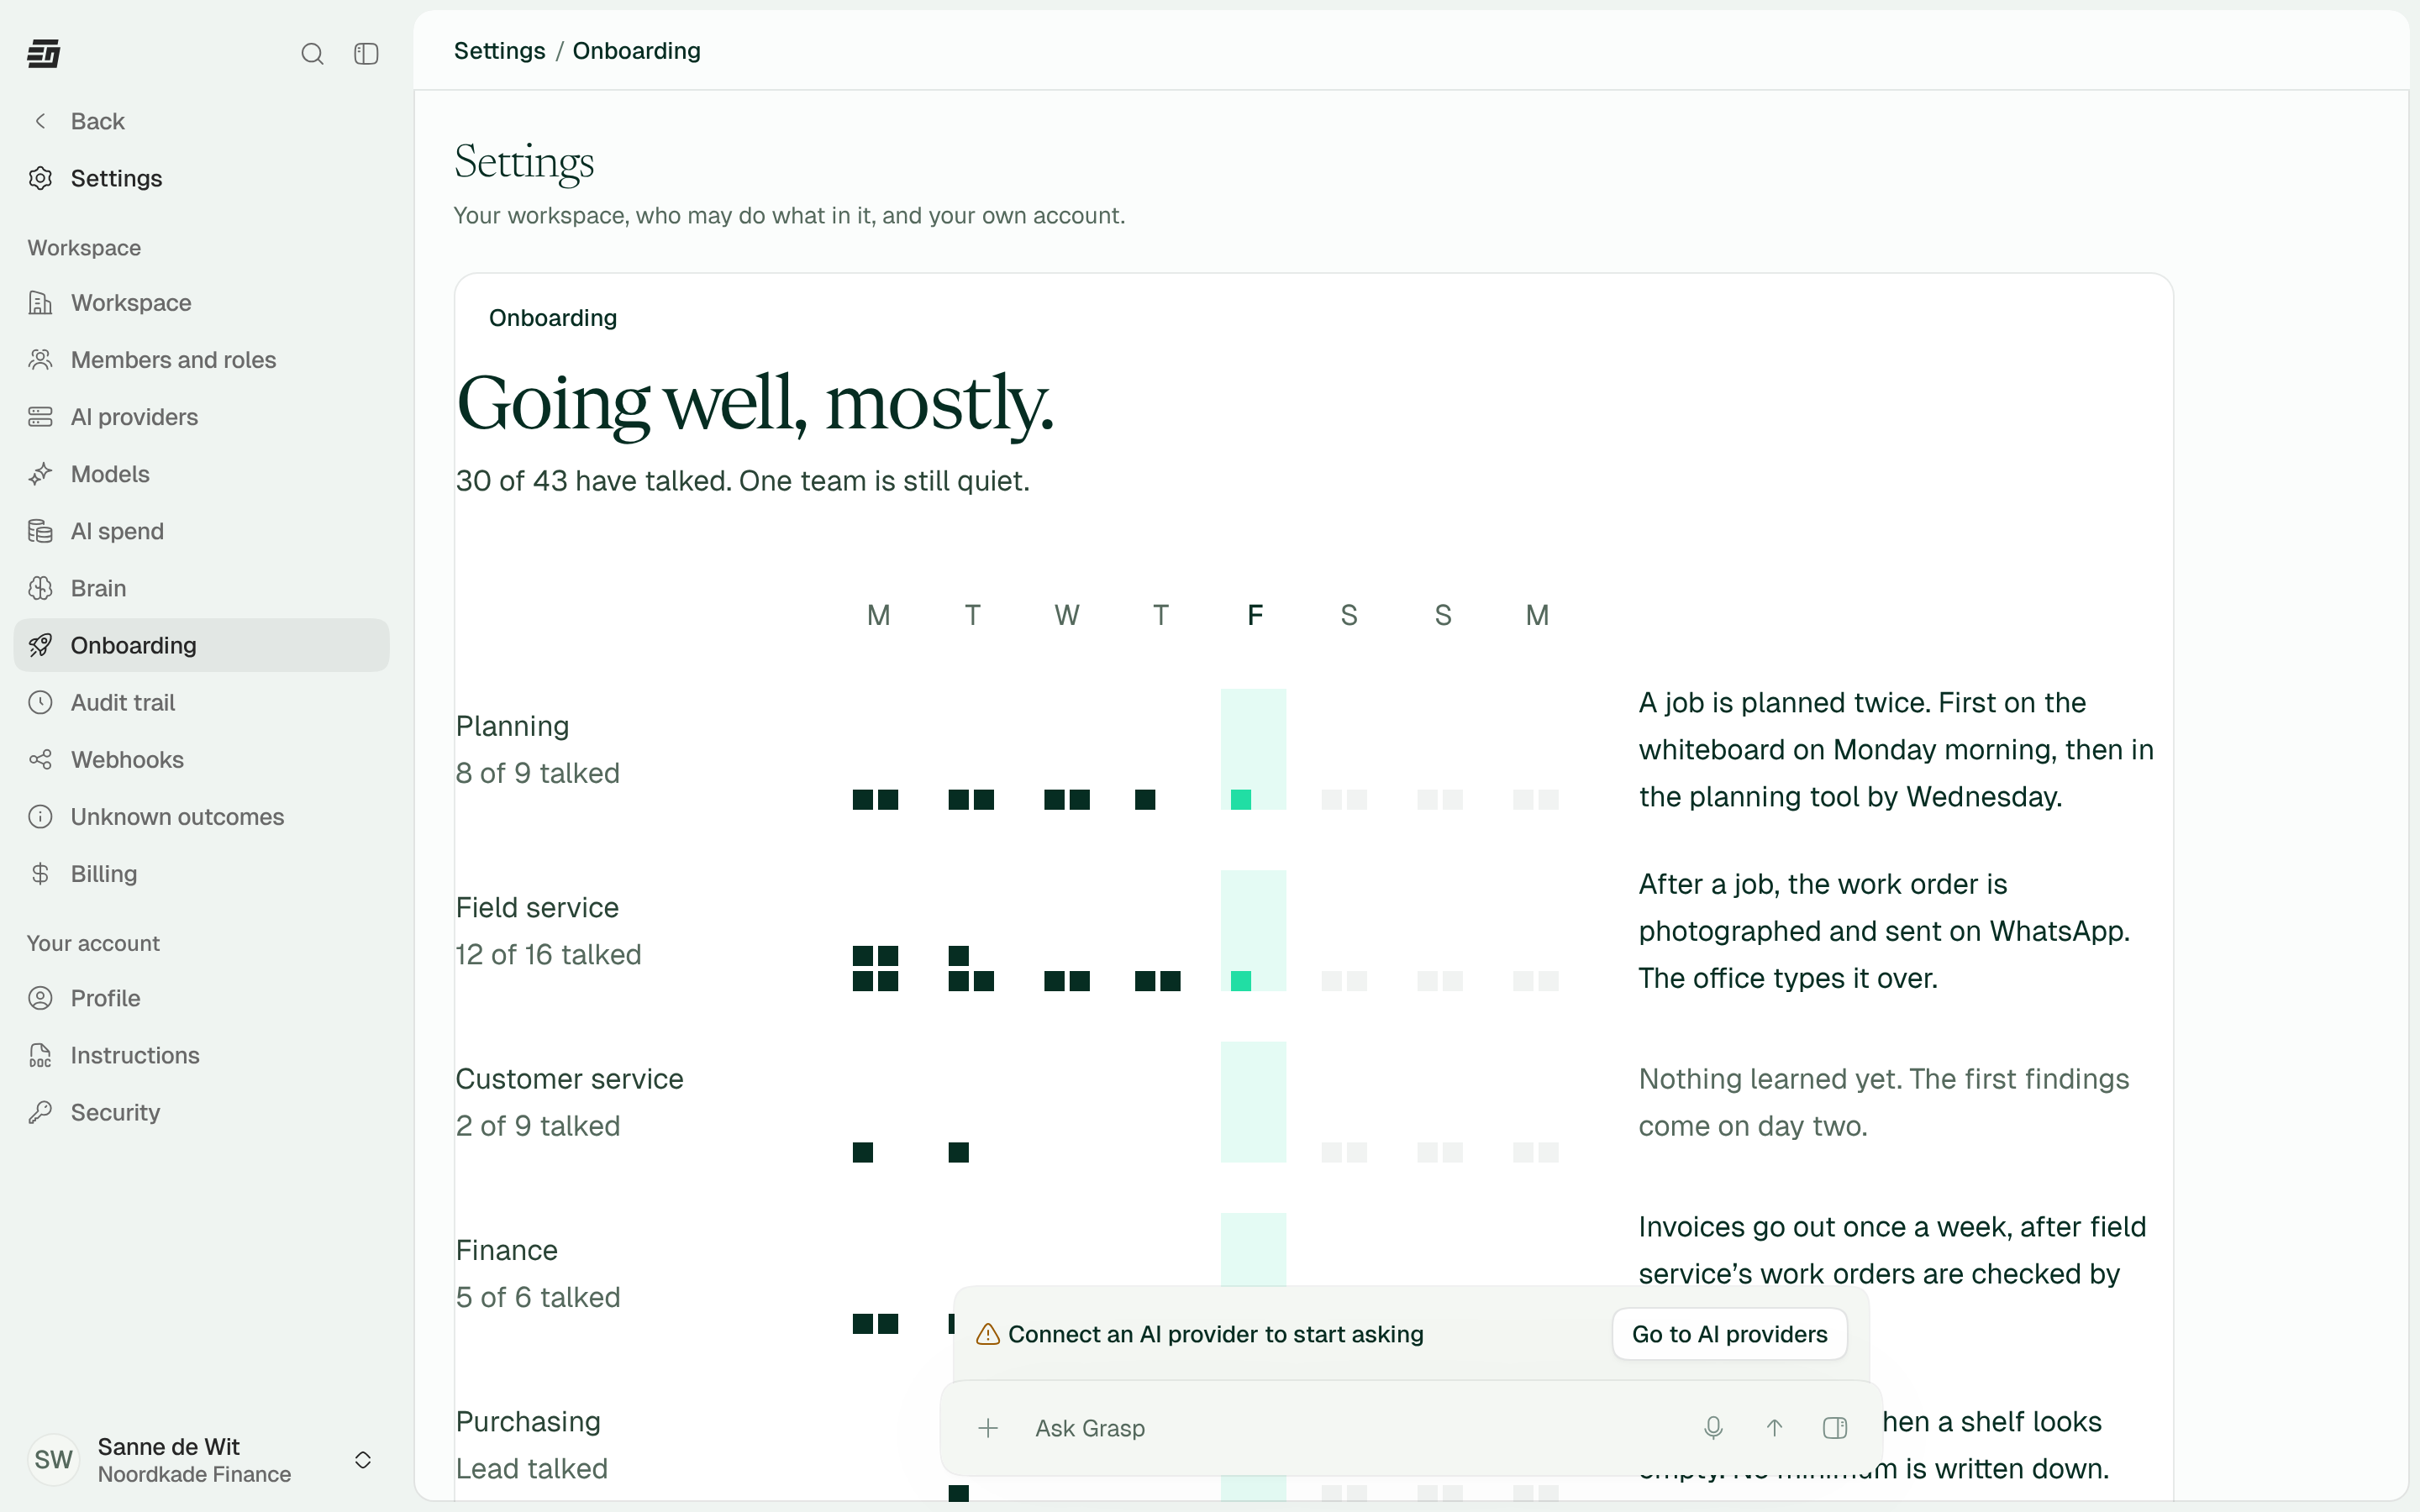 Back
Settings
Workspace
Workspace
Members and roles
AI providers
Models
AI spend
Brain
Onboarding
Audit trail
Webhooks
Unknown outcomes
Billing
Your account
Profile
Instructions
DOC
Security
SW
Sanne de Wit
Noordkade Finance
Settings / Onboarding
Settings
Your workspace, who may do what in it, and your own account.
Onboarding
Going well, mostly.
30 of 43 have talked. One team is still quiet.
M T W T F S S M
Planning
8 of 9 talked
A job is planned twice. First on the
whiteboard on Monday morning, then in
the planning tool by Wednesday.
Field service
12 of 16 talked
After a job, the work order is
photographed and sent on WhatsApp.
The office types it over.
Customer service
2 of 9 talked
Nothing learned yet. The first findings
come on day two.
Finance
5 of 6 talked
Invoices go out once a week, after field
service’s work orders are checked by
Purchasing
Lead talked
a shelf looks
is written down.
Connect an AI provider to start asking
Go to AI providers
Ask Grasp